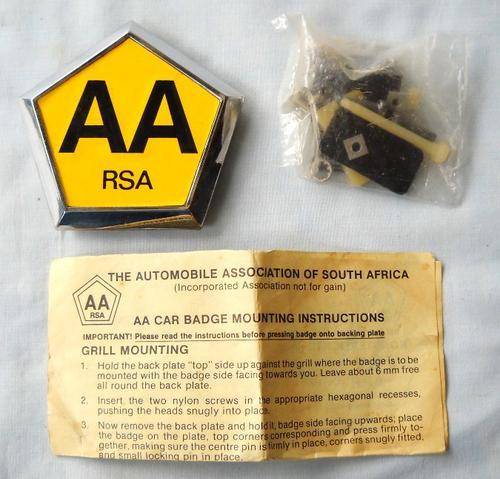 AA
RSA
THE AUTOMOBILE ASSOCIATION OF SOUTH AFRICA
(Incorporated Association not for gain)
AA
RSA
AA CAR BADGE MOUNTING INSTRUCTIONS
IMPORTANT! Please read the instructions before pressing badge onto backing plate
GRILL MOUNTING
1. Hold the back plate "top" side up against the grill where the badge is to be
mounted with the badge side facing towards you. Leave about 6 mm free
all round the back plate.
2. Insert the two nylon screws in the appropriate hexagonal recesses,
pushing the heads snugly into place.
3. Now remove the back plate and hold it, badge side facing upwards; place
the badge on the plate, top corners corresponding and press firmly to-
gether, making sure the centre pin is firmly in place, corners snugly fitted,
and small locking pin in place.